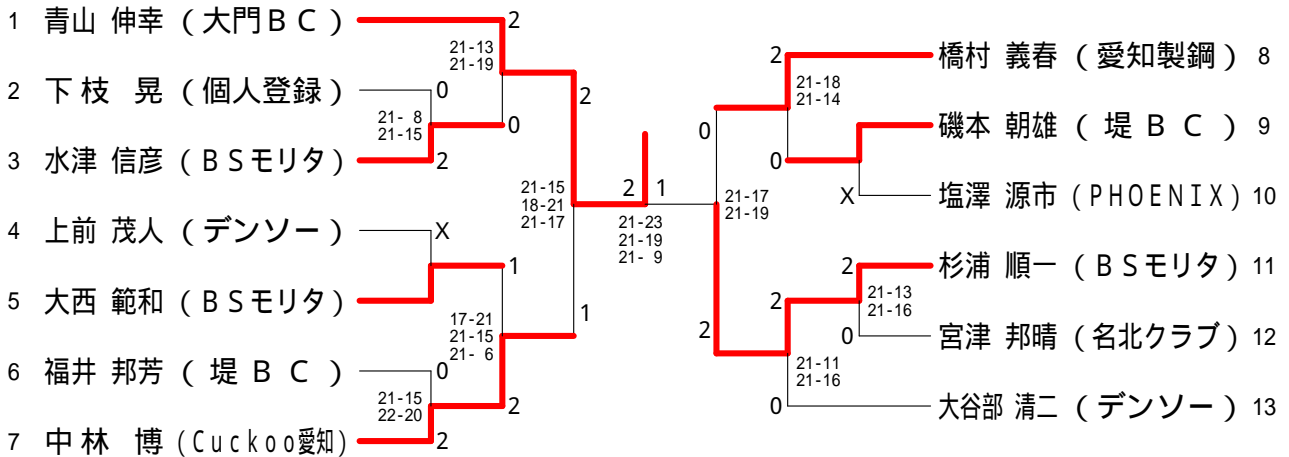 1 青山 伸幸 (大門BC)
2
21-13
21-19
2 下枝 晃 (個人登録)
0
2
21- 8
21-15
0
3 水津 信彦 (BSモリタ)
2
21-15
18-21
21-17
4 上前 茂人 (デンソー)
X
1
5 大西 範和 (BSモリタ)
17-21
21-15
21- 6
1
6 福井 邦芳 (堤BC)
0
21-15
22-20
2
7 中林 博 (Cuckoo愛知)
2
2 1
21-23
21-19
21- 9
2
橋村 義春 (愛知製鋼) 8
21-18
21-14
0
磯本 朝雄 (堤BC) 9
0
X
塩澤 源市 (PHOENIX) 10
21-17
21-19
2
杉浦 順一 (BSモリタ) 11
2
21-13
21-16
2
0
宮津 邦晴 (名北クラブ) 12
21-11
21-16
0
大谷部 清二 (デンソー) 13